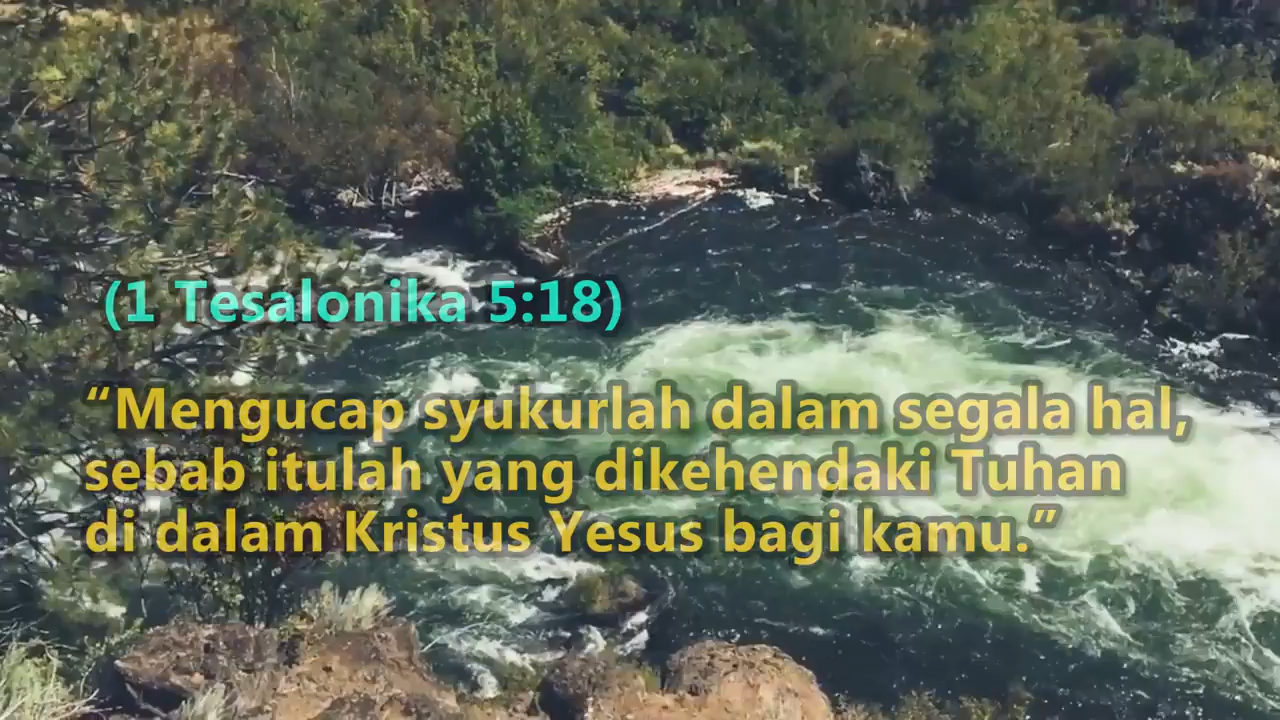 (1 Tesalonika 5:18)
“Mengucap syukurlah dalam segala hal,
sebab itulah yang dikehendaki Tuhan
di dalam Kristus Yesus bagi kamu.”